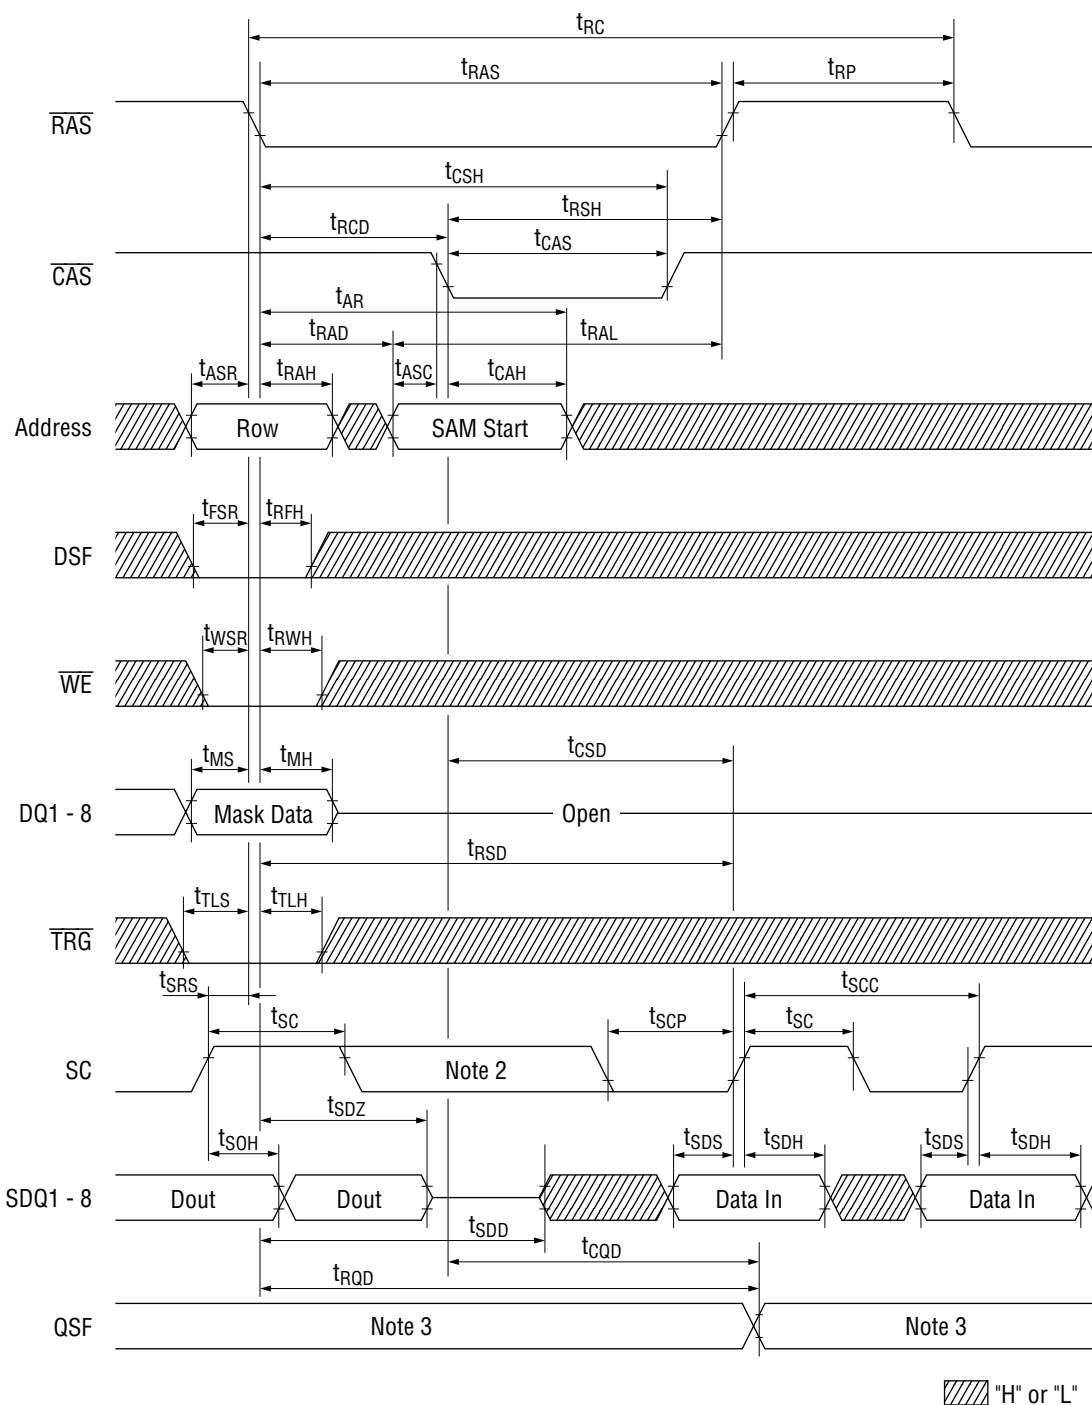 tRC
tRAS tRP
RAS
tCSH
tRSH
tRCD
tCAS
CAS
tAR
tRAD tRAL
tASR tRAH tASC tCAH
Address Row SAM Start
tFSR tRFH
DSF
tWSR tRWH
WE
tCSD
tMS tMH
DQ1 - 8 Mask Data Open
tRSD
tTLS tTLH
TRG
tSRS tSCC
tSC tSCP tSC
SC Note 2
tSDZ
tSOH tSDS tSDH tSDS tSDH
SDQ1 - 8 Dout Dout Data In Data In
tSDD
tCQD
tRQD
QSF Note 3 Note 3
"H" or "L"